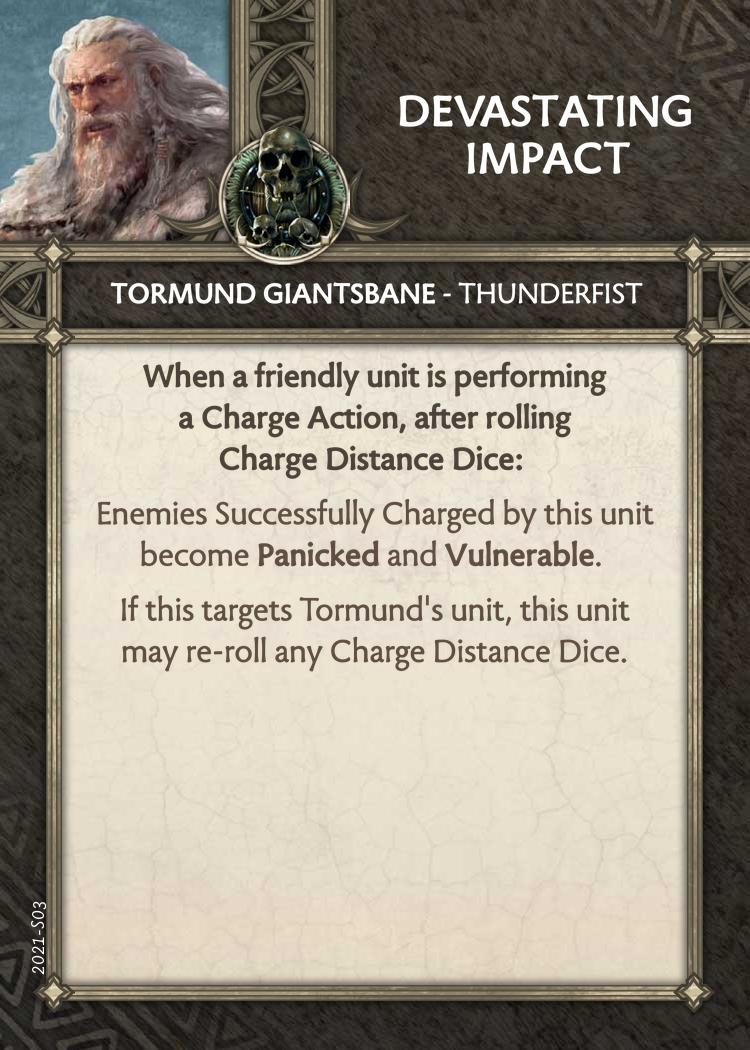 DEVASTATING
IMPACT
TORMUND GIANTSBANE - THUNDERFIST
When a friendly unit is performing
a Charge Action, after rolling
Charge Distance Dice:
Enemies Successfully Charged by this unit
become Panicked and Vulnerable.
If this targets Tormund's unit, this unit
may re-roll any Charge Distance Dice.
2021-S03